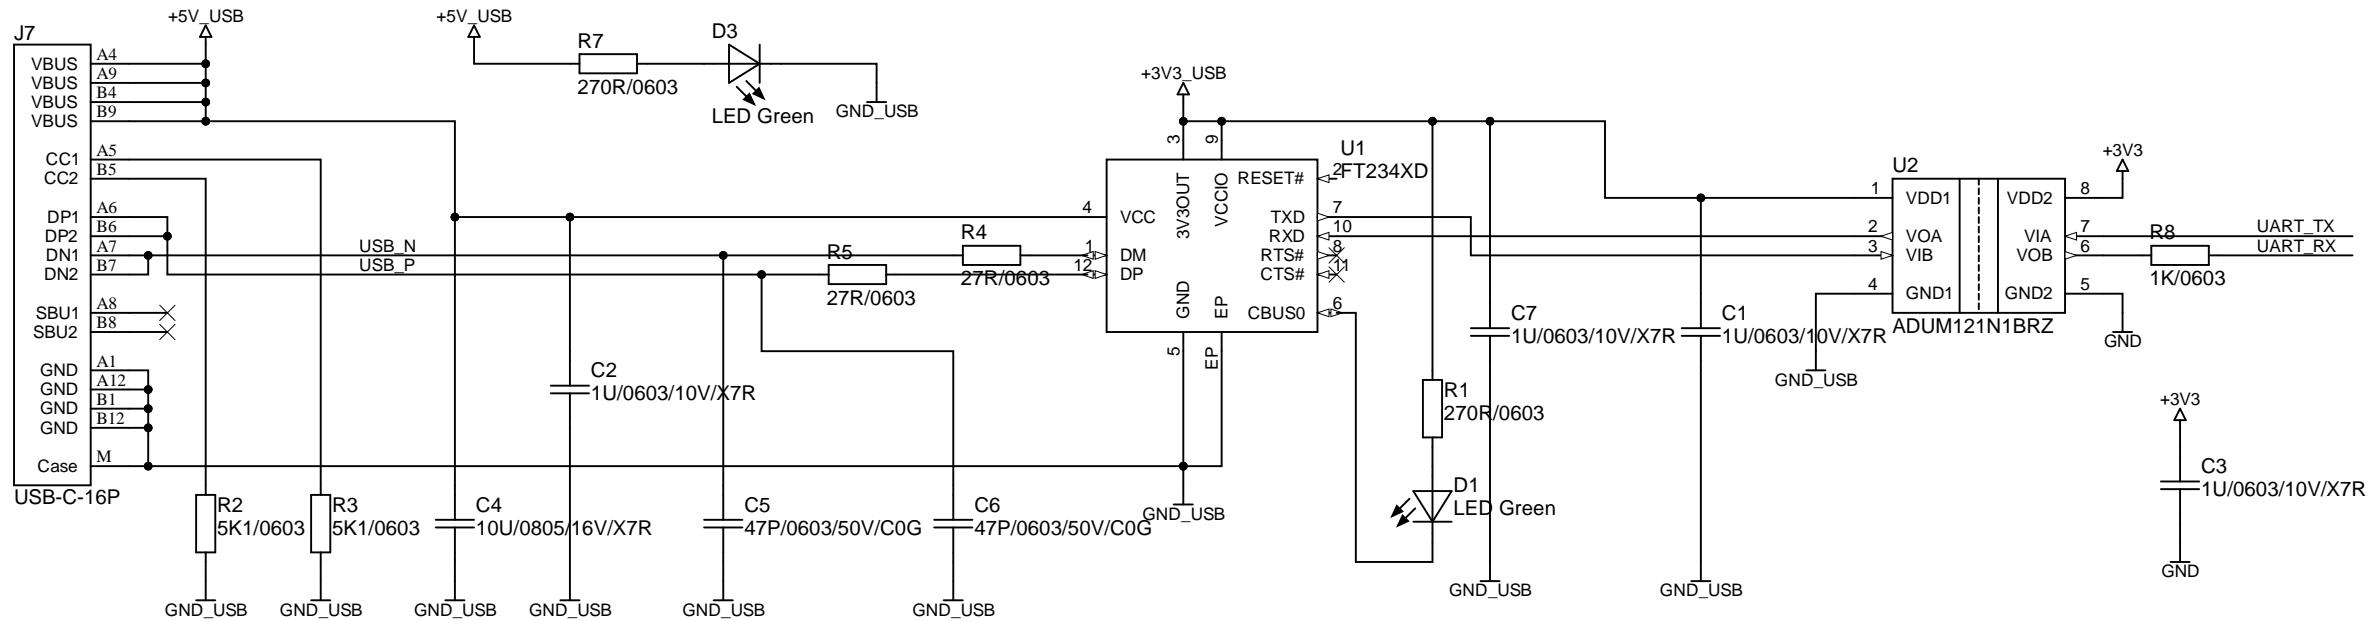 J7
+5V_USB
VBUS A4
VBUS A9
VBUS B4
VBUS B9
CC1 A5
CC2 B5
DP1 A6
DP2 B6
DN1 A7
DN2 B7
SBU1 A8
SBU2 B8
GND A1
GND A12
GND B1
GND B12
Case M
USB-C-16P
R2
5K1/0603
GND_USB
R3
5K1/0603
GND_USB
+5V_USB
R7
270R/0603
D3
LED Green
GND_USB
USB_N
USB_P
C4
10U/0805/16V/X7R
GND_USB
C2
1U/0603/10V/X7R
GND_USB
C5
47P/0603/50V/C0G
GND_USB
C6
47P/0603/50V/C0G
GND_USB
R5
27R/0603
R4
27R/0603
+3V3_USB
U1
FT234XD
3 3V3OUT
9 VCCIO
RESET# 2
4 VCC
TXD 7
RXD 10
1 DM
RTS# 8
12 DP
CTS# 11
CBUS0 6
GND 5
EP EP
GND_USB
R1
270R/0603
D1
LED Green
C7
1U/0603/10V/X7R
GND_USB
C1
1U/0603/10V/X7R
GND_USB
U2
1 VDD1
VDD2 8
2 VOA
VIA 7
3 VIB
VOB 6
4 GND1
GND2 5
ADUM121N1BRZ
GND_USB
+3V3
R8
1K/0603
UART_TX
UART_RX
GND
+3V3
C3
1U/0603/10V/X7R
GND